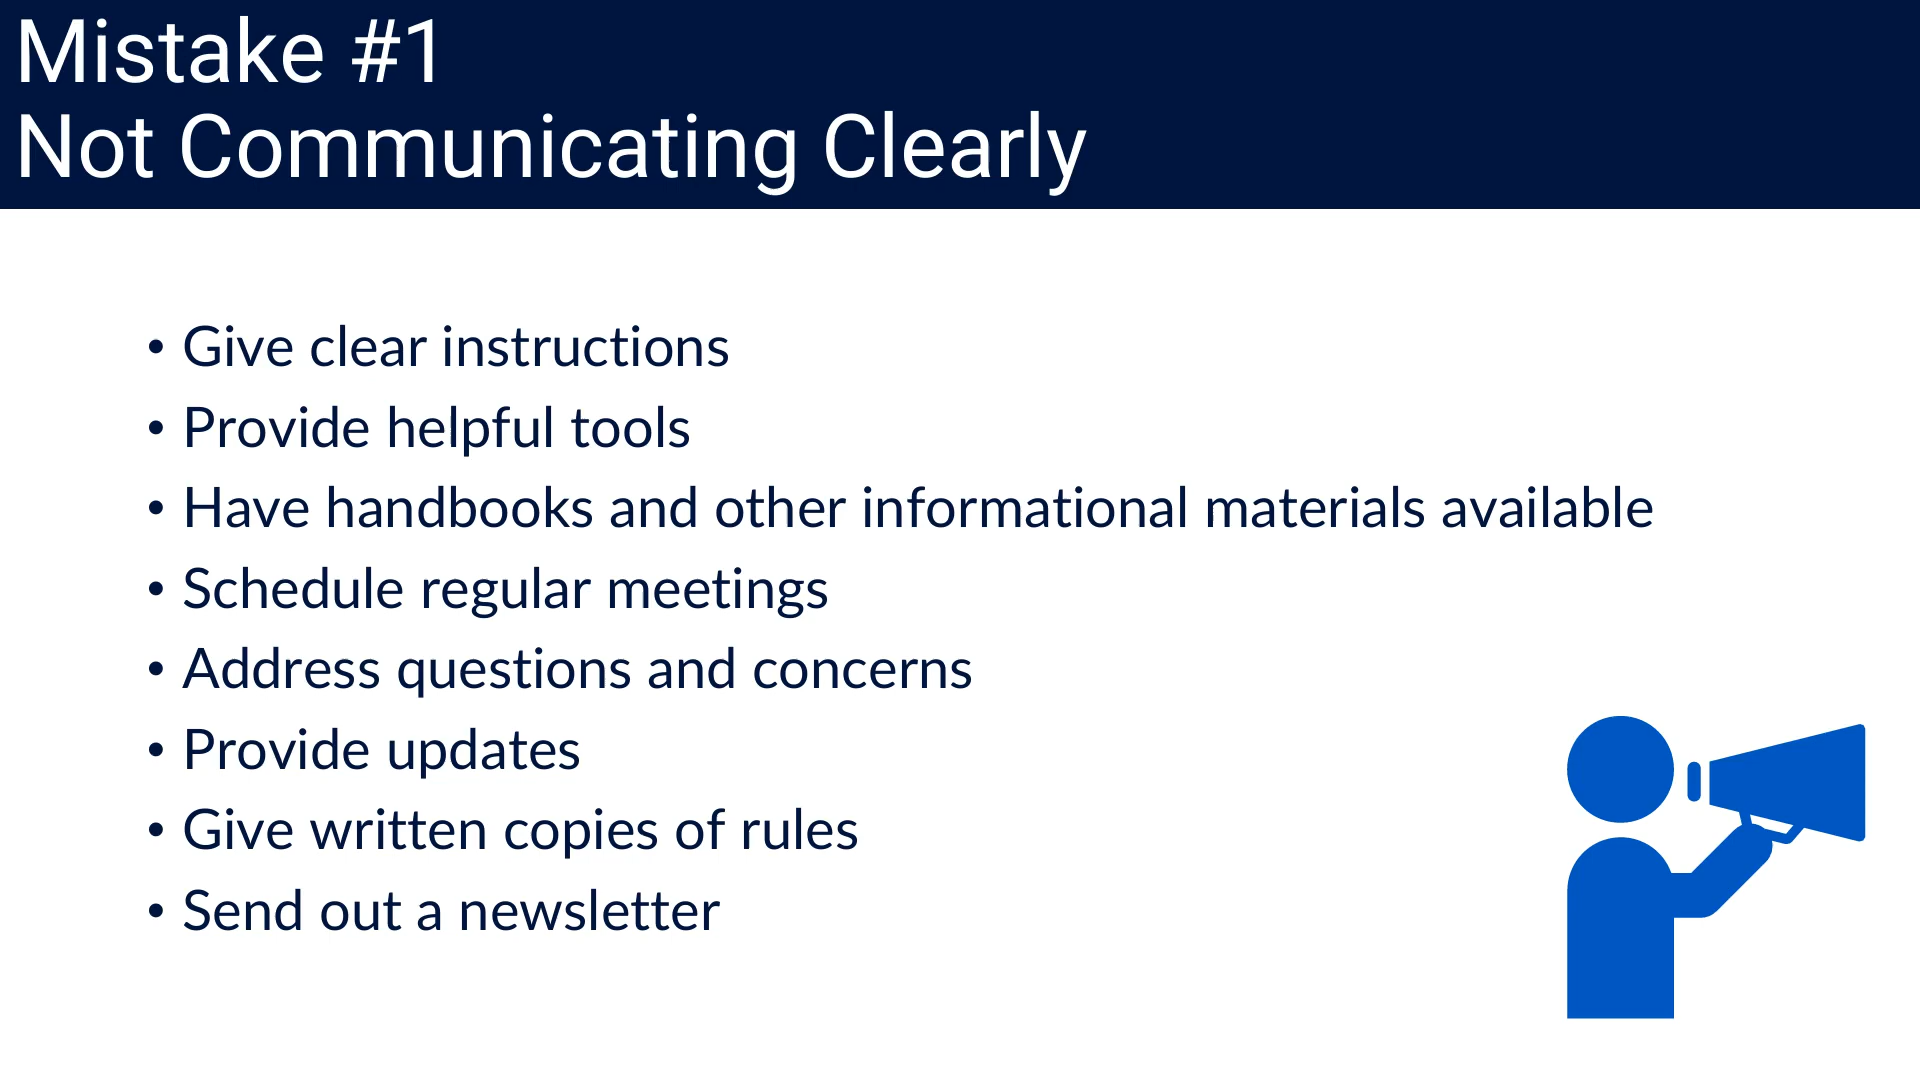 Mistake #1
Not Communicating Clearly
• Give clear instructions
• Provide helpful tools
• Have handbooks and other informational materials available
• Schedule regular meetings
• Address questions and concerns
• Provide updates
• Give written copies of rules
• Send out a newsletter